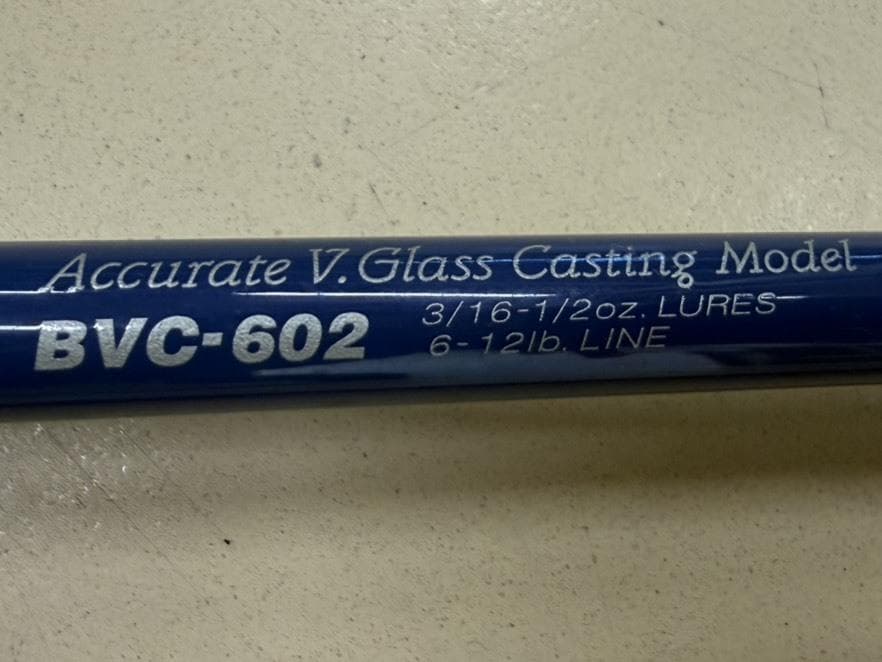 Accurate V.Glass Casting Model
BVC-602
3/16-1/2oz. LURES
6-12lb. LINE